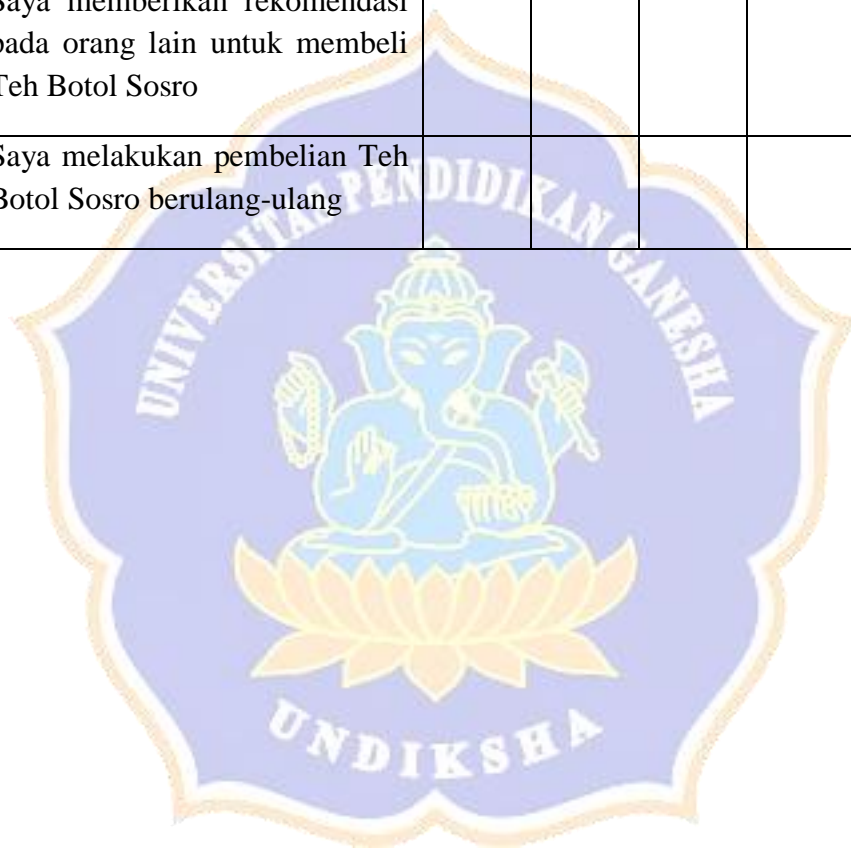 Saya memberikan rekomendasi
pada orang lain untuk membeli
Teh Botol Sosro
Saya melakukan pembelian Teh
Botol Sosro berulang-ulang
UNIVERSITAS PENDIDIKAN GANESHA
UNDIKSHA